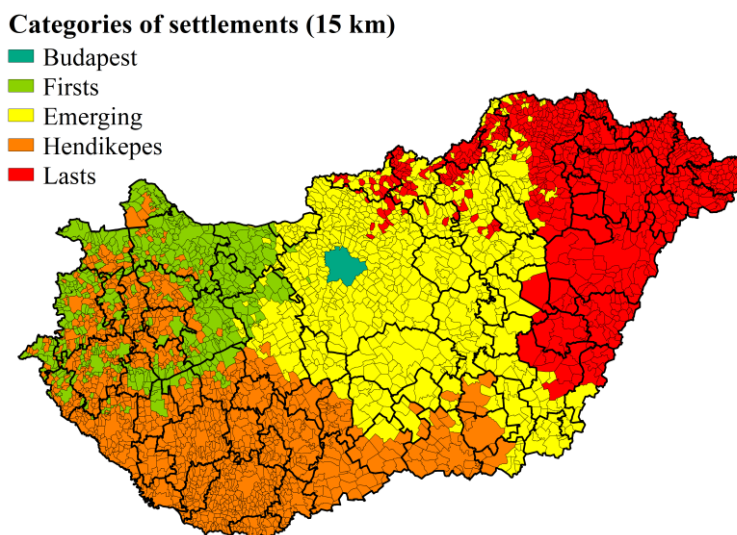 Categories of settlements (15 km)
Budapest
Firsts
Emerging
Hendikepes
Lasts